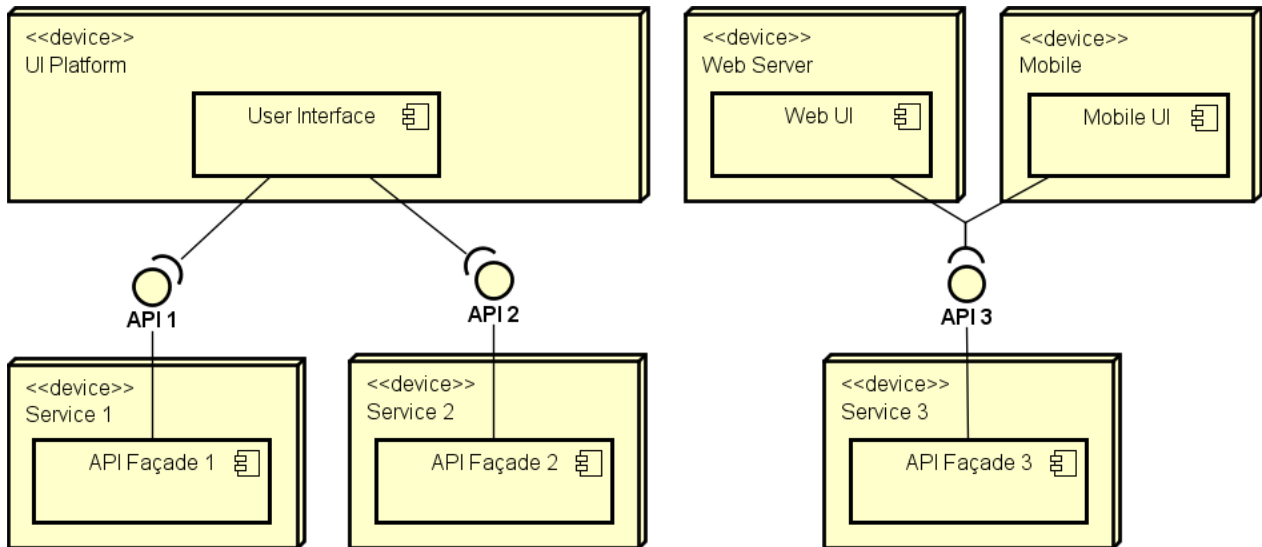 <<device>>
UI Platform
User Interface
<<device>>
Web Server
Web UI
<<device>>
Mobile
Mobile UI
API 1
API 2
API 3
<<device>>
Service 1
API Façade 1
<<device>>
Service 2
API Façade 2
<<device>>
Service 3
API Façade 3